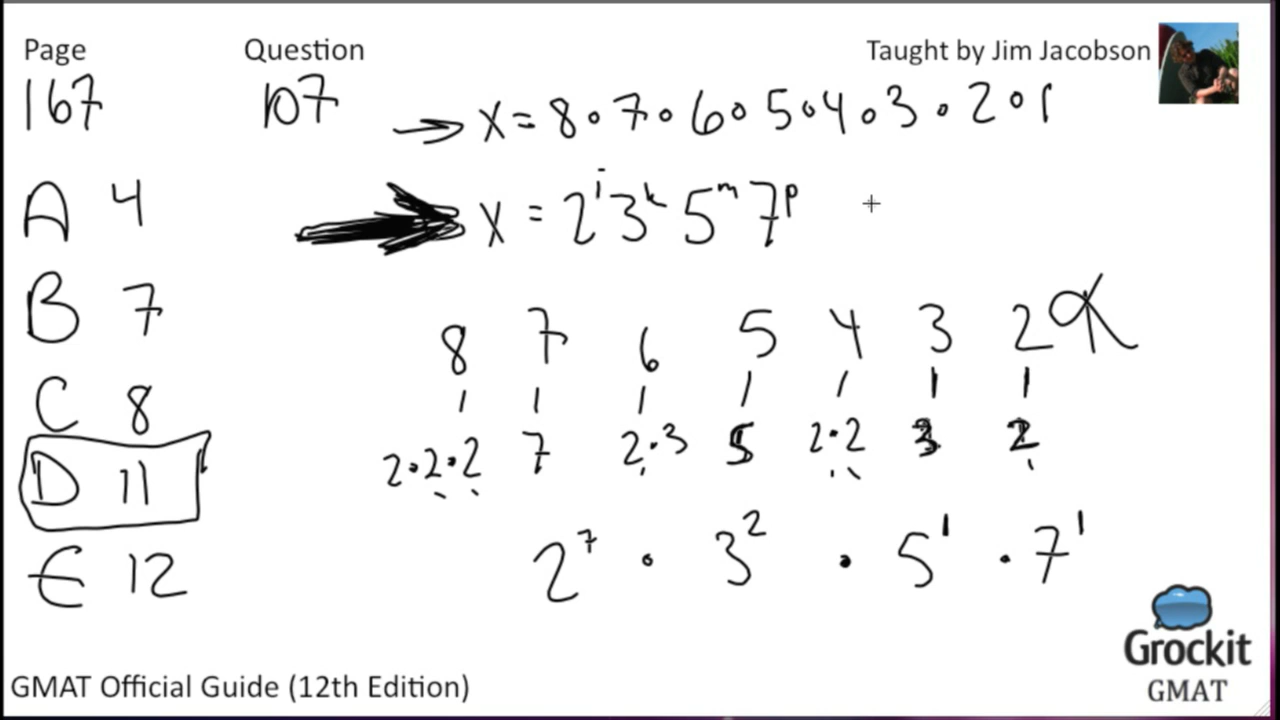 Page Question Taught by Jim Jacobson
167 107 → x = 8 · 7 · 6 · 5 · 4 · 3 · 2 · 1
A 4 → x = 2^i 3^k 5^m 7^p
B 7 8 7 6 5 4 3 2
C 8 2·2·2 7 2·3 5 2·2 3 2
D 11
E 12 2^7 · 3^2 · 5^1 · 7^1
Grockit
GMAT
GMAT Official Guide (12th Edition)